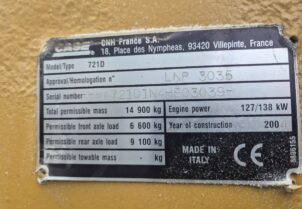 CASE
CNH France S.A.
18, Place des Nympheas, 93420 Villepinte, France
Model/Type 721D
Approval/Homologation n° LNP 3035
Serial number
Total permissible mass 14 900 kg Engine power 127/138 kW
Permissible front axle load 6 600 kg Year of construction 200
Permissible rear axle load 9 100 kg
Permissible towable mass - kg
MADE IN
ITALY
CE